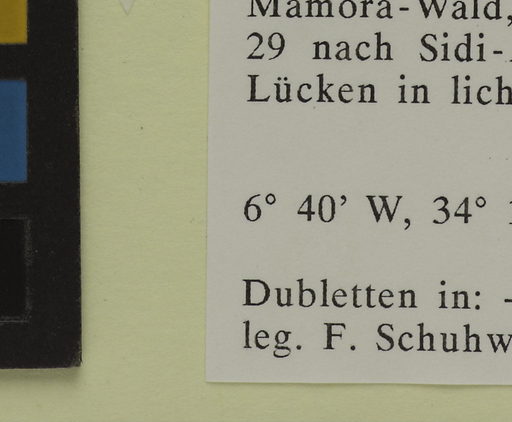 Mamora-Wald,
29 nach Sidi-
Lücken in lich
6° 40’ W, 34°
Dubletten in: -
leg. F. Schuhw